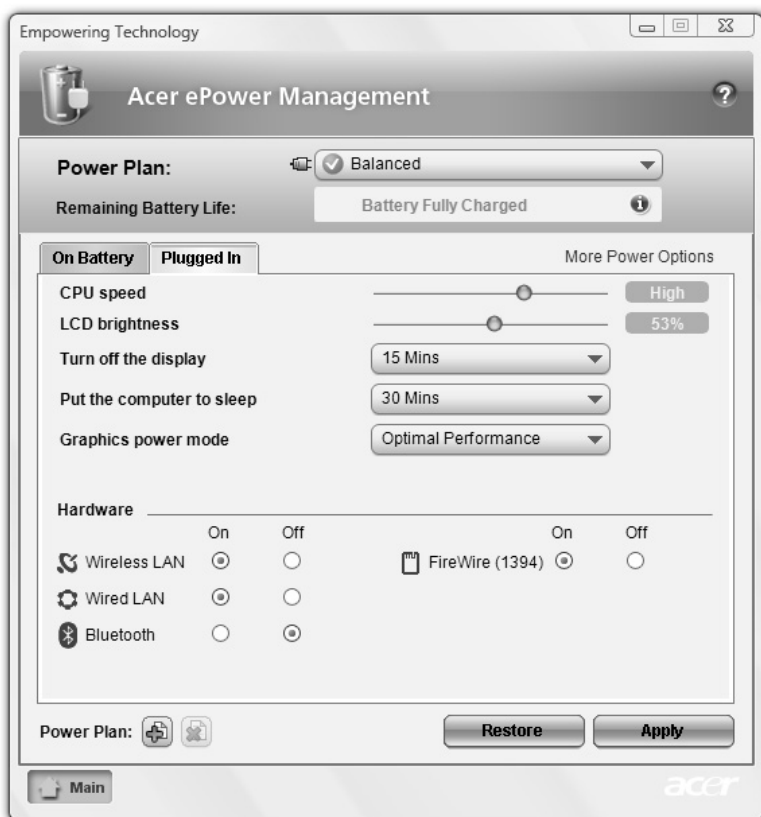 Empowering Technology
Acer ePower Management
?
Power Plan: Balanced
Remaining Battery Life: Battery Fully Charged
On Battery Plugged In More Power Options
CPU speed High
LCD brightness 53%
Turn off the display 15 Mins
Put the computer to sleep 30 Mins
Graphics power mode Optimal Performance
Hardware
On Off On Off
Wireless LAN FireWire (1394)
Wired LAN
Bluetooth
Power Plan: Restore Apply
Main acer